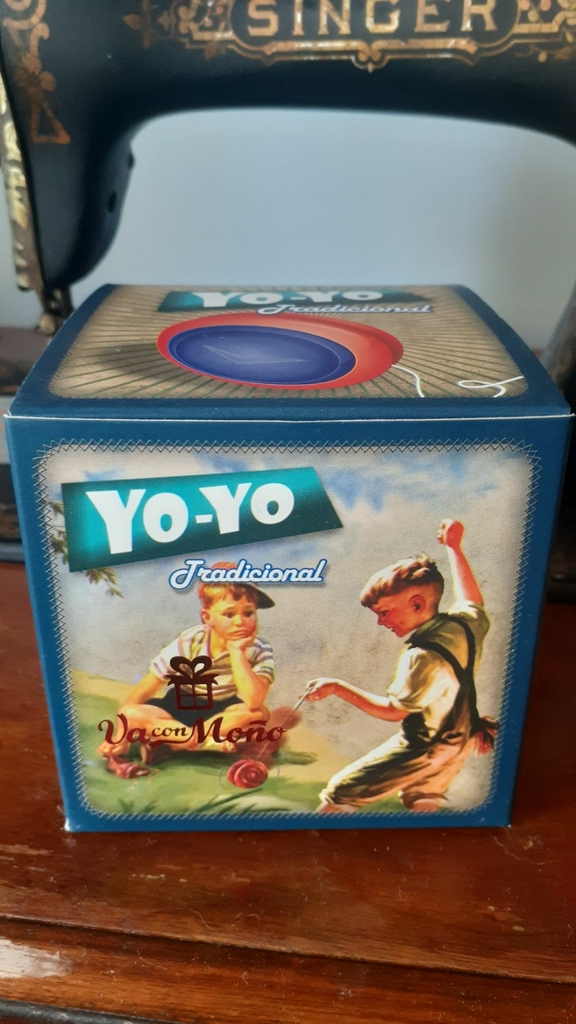 SINGER
YO-YO
Tradicional
YO-YO
Tradicional
Va con Moño